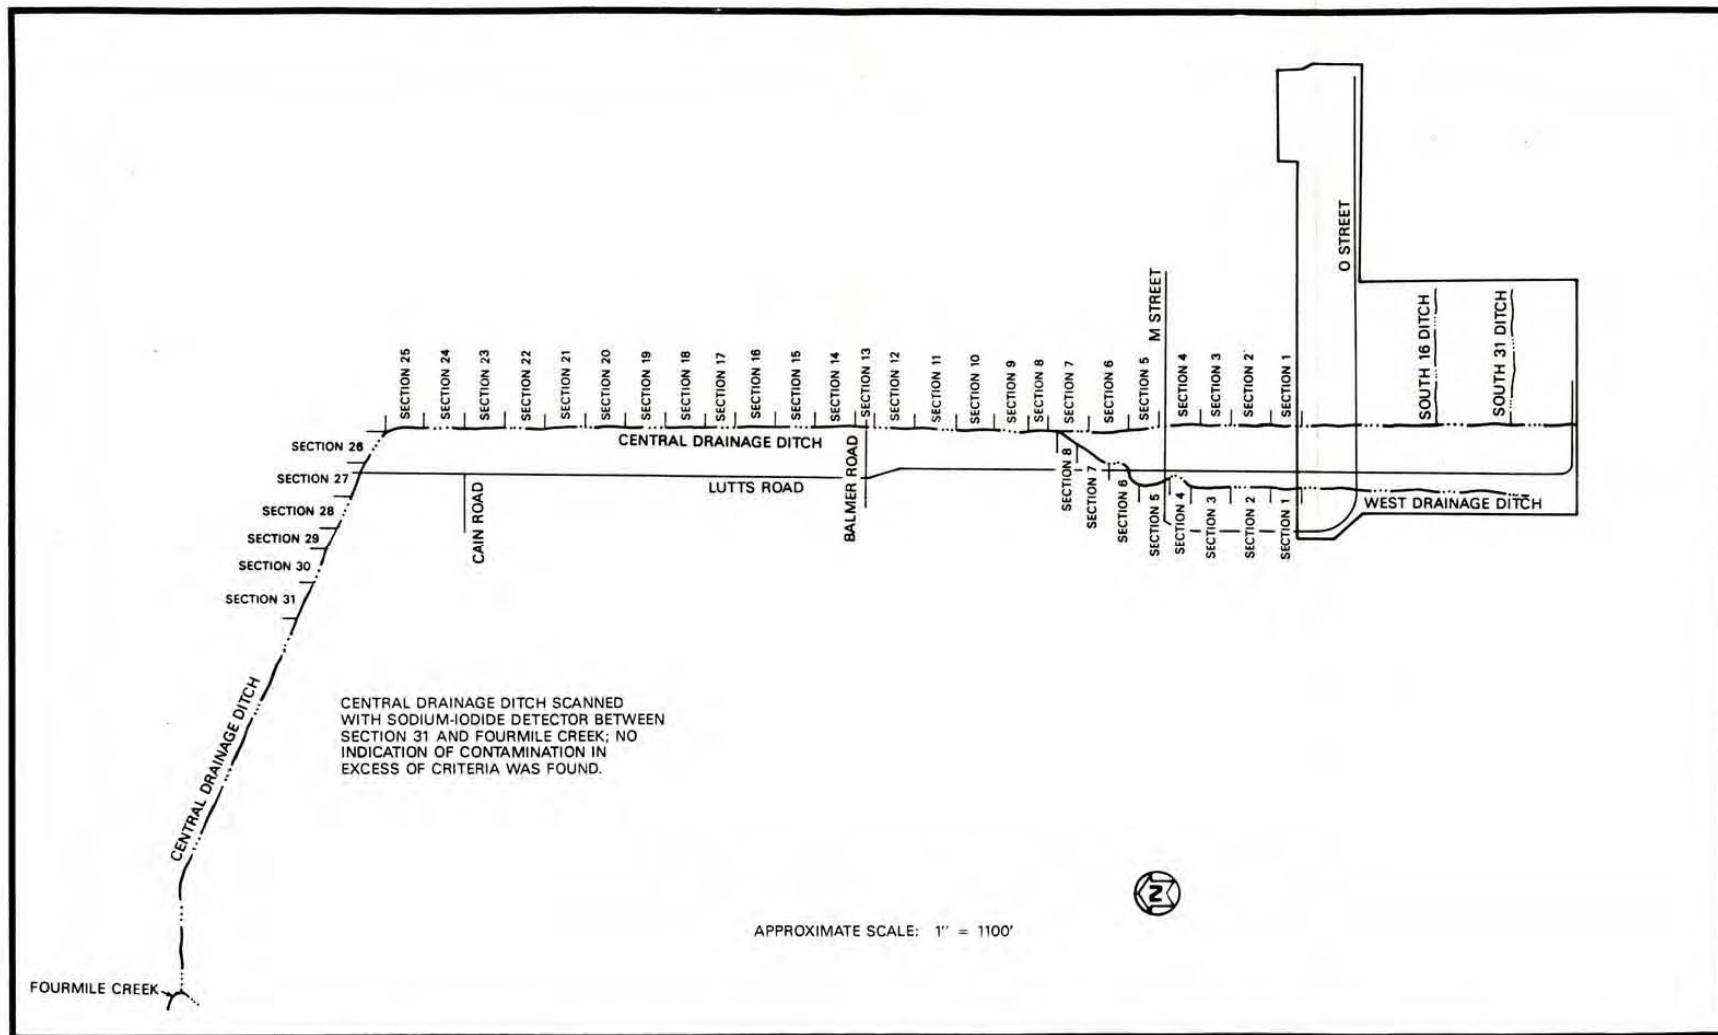 O STREET
M STREET
SOUTH 16 DITCH
SOUTH 31 DITCH
SECTION 25
SECTION 24
SECTION 23
SECTION 22
SECTION 21
SECTION 20
SECTION 19
SECTION 18
SECTION 17
SECTION 16
SECTION 15
SECTION 14
SECTION 13
SECTION 12
SECTION 11
SECTION 10
SECTION 9
SECTION 8
SECTION 7
SECTION 6
SECTION 5
SECTION 4
SECTION 3
SECTION 2
SECTION 1
CENTRAL DRAINAGE DITCH
SECTION 26
SECTION 27
SECTION 28
SECTION 29
SECTION 30
SECTION 31
CAIN ROAD
LUTTS ROAD
BALMER ROAD
SECTION 8
SECTION 7
SECTION 6
SECTION 5
SECTION 4
SECTION 3
SECTION 2
SECTION 1
WEST DRAINAGE DITCH
CENTRAL DRAINAGE DITCH
CENTRAL DRAINAGE DITCH SCANNED
WITH SODIUM-IODIDE DETECTOR BETWEEN
SECTION 31 AND FOURMILE CREEK; NO
INDICATION OF CONTAMINATION IN
EXCESS OF CRITERIA WAS FOUND.
N
APPROXIMATE SCALE: 1" = 1100'
FOURMILE CREEK